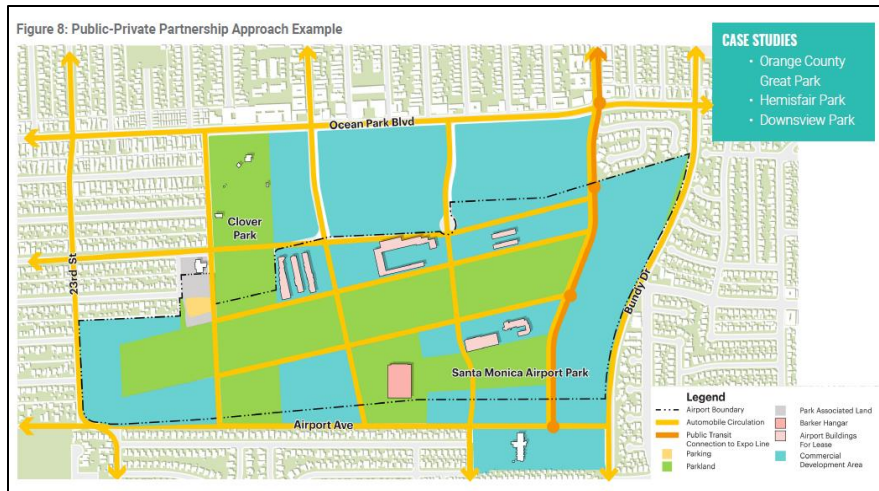 Figure 8: Public-Private Partnership Approach Example
CASE STUDIES
• Orange County
Great Park
• Hemisfair Park
• Downsview Park
Ocean Park Blvd
Clover
Park
23rd St
Bundy Dr
Santa Monica Airport Park
Airport Ave
Legend
Airport Boundary
Automobile Circulation
Public Transit
Connection to Expo Line
Parking
Parkland
Park Associated Land
Barker Hangar
Airport Buildings
For Lease
Commercial
Development Area